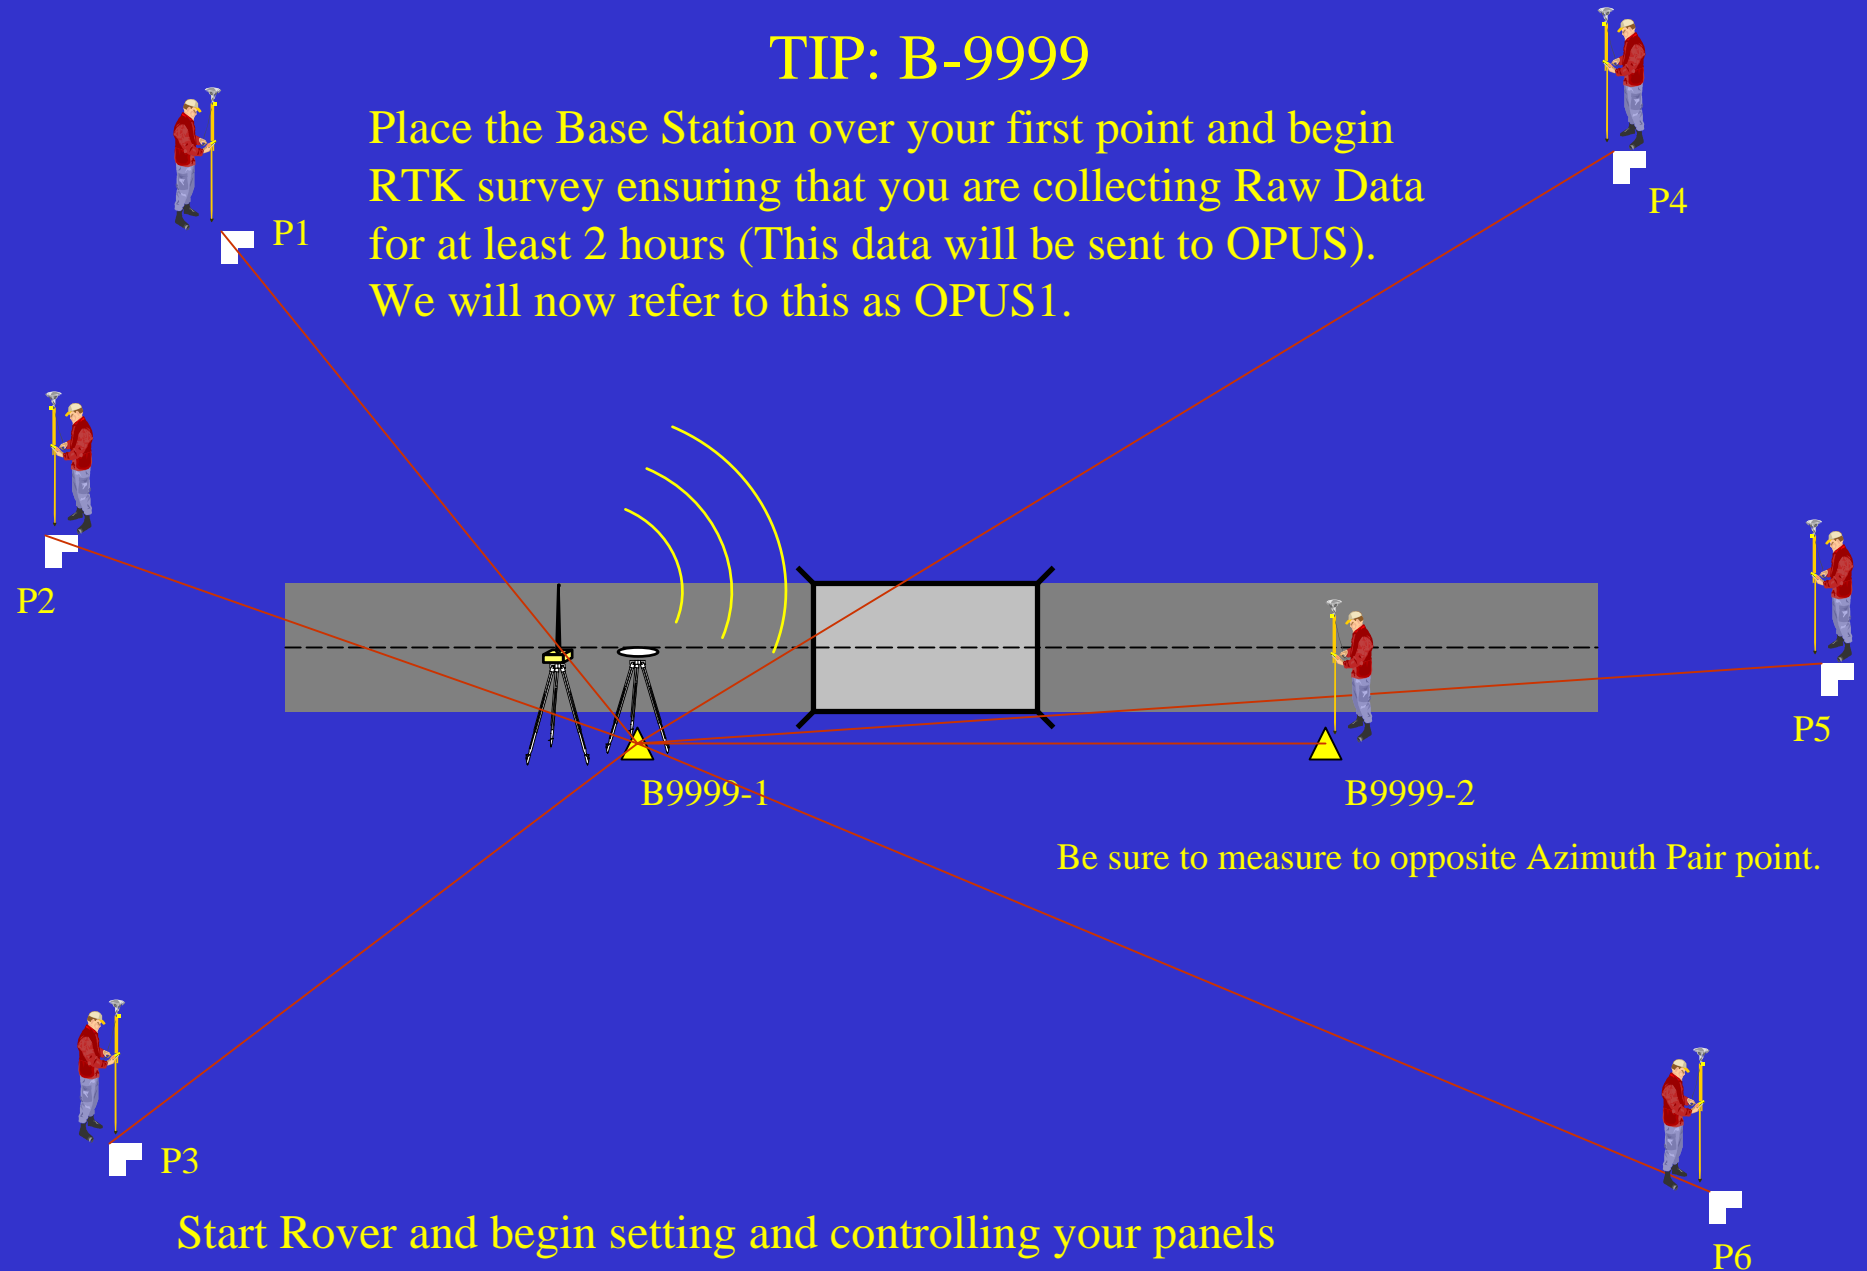 TIP: B-9999
Place the Base Station over your first point and begin
RTK survey ensuring that you are collecting Raw Data
for at least 2 hours (This data will be sent to OPUS).
We will now refer to this as OPUS1.
P1
P4
P2
P5
B9999-1
B9999-2
Be sure to measure to opposite Azimuth Pair point.
P3
Start Rover and begin setting and controlling your panels
P6